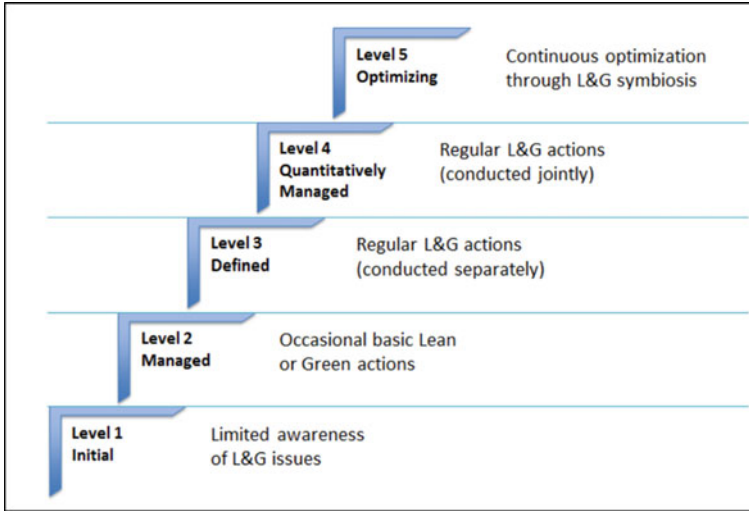 Level 5
Optimizing
Continuous optimization
through L&G symbiosis
Level 4
Quantitatively
Managed
Regular L&G actions
(conducted jointly)
Level 3
Defined
Regular L&G actions
(conducted separately)
Level 2
Managed
Occasional basic Lean
or Green actions
Level 1
Initial
Limited awareness
of L&G issues